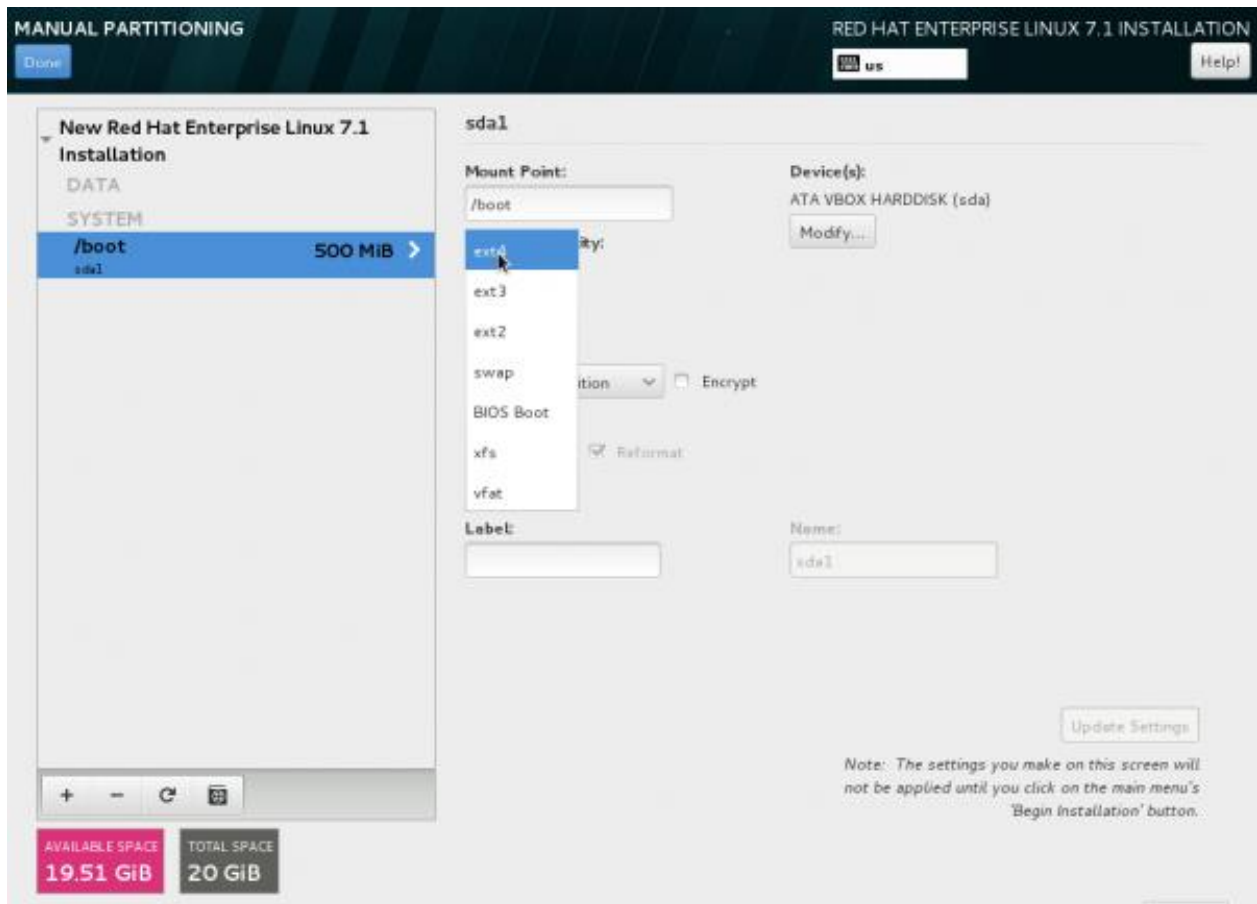 MANUAL PARTITIONING
RED HAT ENTERPRISE LINUX 7.1 INSTALLATION
Done
us
Help!
New Red Hat Enterprise Linux 7.1
Installation
DATA
SYSTEM
/boot
500 MiB
sda1
sda1
Mount Point:
/boot
Device(s):
ATA VBOX HARDDISK (sda)
Modify...
ity:
ext4
ext3
ext2
swap
BIOS Boot
xfs
vfat
ition
Encrypt
Reformat
Label:
Name:
sda1
Update Settings
Note: The settings you make on this screen will
not be applied until you click on the main menu's
'Begin Installation' button.
+ -
AVAILABLE SPACE
19.51 GiB
TOTAL SPACE
20 GiB